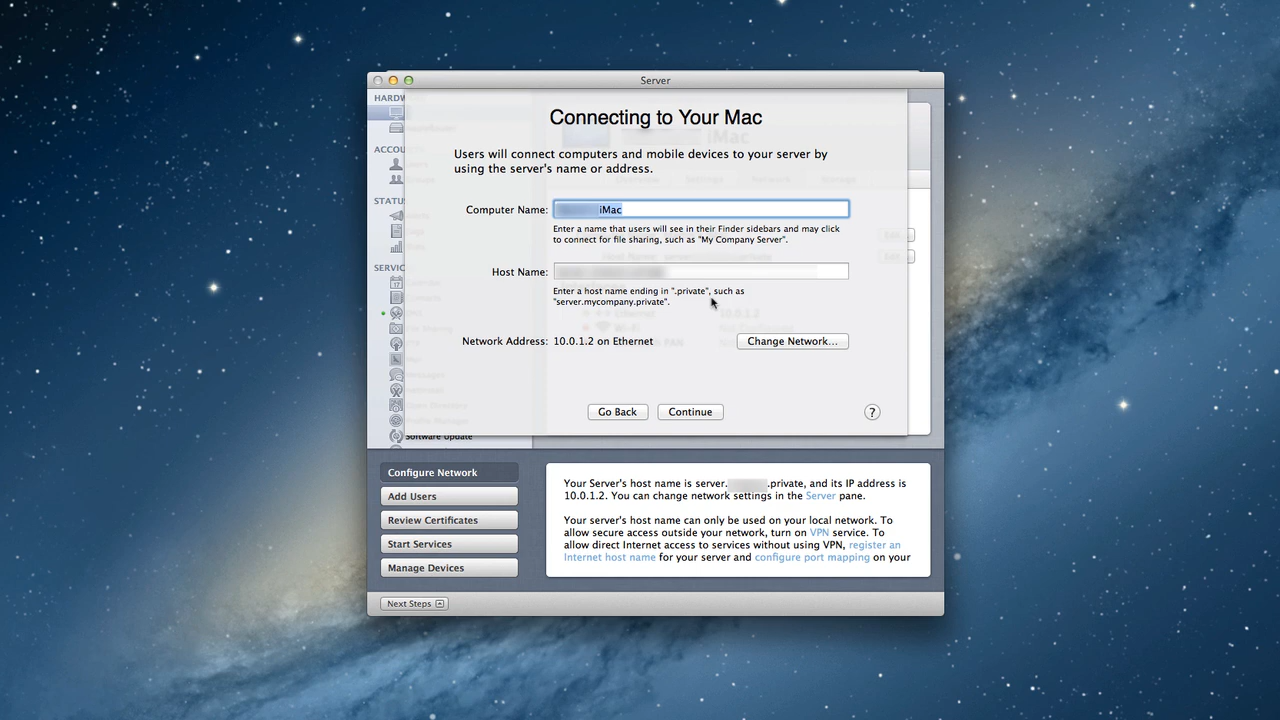 Server
HARDW
Connecting to Your Mac
iMac
Users will connect computers and mobile devices to your server by
using the server's name or address.
ACCOU
STATUS
Computer Name: iMac
Enter a name that users will see in their Finder sidebars and may click
to connect for file sharing, such as "My Company Server".
SERVIC
Host Name:
Enter a host name ending in ".private", such as
"server.mycompany.private".
Network Address: 10.0.1.2 on Ethernet
Change Network...
Go Back
Continue
?
Software Update
Configure Network
Add Users
Review Certificates
Start Services
Manage Devices
Your Server's host name is server. .private, and its IP address is
10.0.1.2. You can change network settings in the Server pane.
Your server's host name can only be used on your local network. To
allow secure access outside your network, turn on VPN service. To
allow direct Internet access to services without using VPN, register an
Internet host name for your server and configure port mapping on your
Next Steps